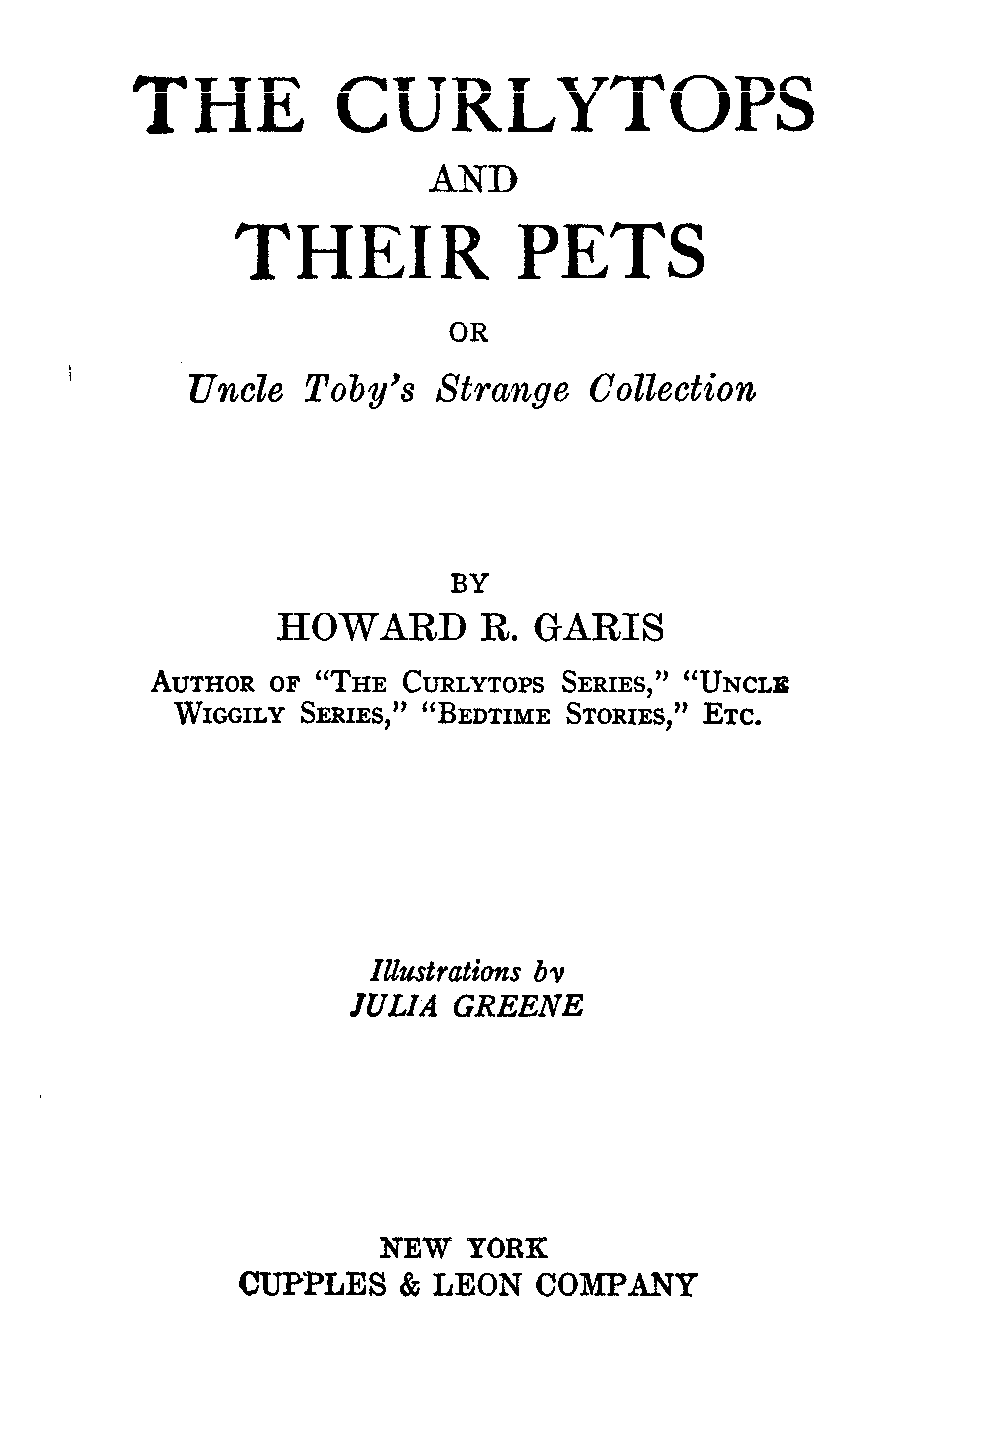 THE CURLYTOPS
AND
THEIR PETS
OR
Uncle Toby's Strange Collection
BY
HOWARD R. GARIS
AUTHOR OF "THE CURLYTOPS SERIES," "UNCLE
WIGGILY SERIES," "BEDTIME STORIES," ETC.
Illustrations by
JULIA GREENE
NEW YORK
CUPPLES & LEON COMPANY